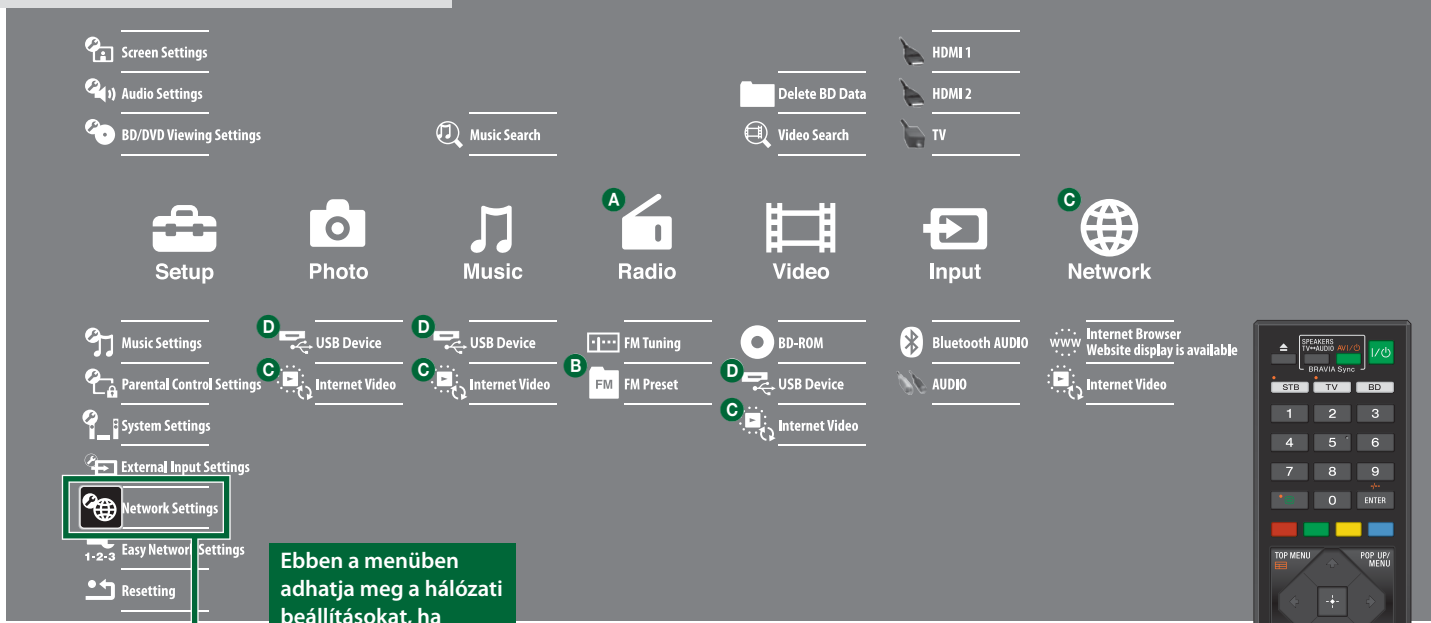 Screen Settings
HDMI 1
Audio Settings
Delete BD Data
HDMI 2
BD/DVD Viewing Settings
Music Search
Video Search
TV
A
C
Setup
Photo
Music
Radio
Video
Input
Network
Music Settings
D
USB Device
D
USB Device
FM Tuning
BD-ROM
Bluetooth AUDIO
www
Internet Browser
Website display is available
Parental Control Settings
C
Internet Video
C
Internet Video
B
FM
FM Preset
D
USB Device
AUDIO
Internet Video
System Settings
C
Internet Video
External Input Settings
Network Settings
1-2-3
Easy Network Settings
Resetting
Ebben a menüben
adhatja meg a hálózati
beállításokat, ha
SPEAKERS
TV↔AUDIO
AV I/⏻
I/⏻
BRAVIA Sync
STB
TV
BD
1
2
3
4
5
6
7
8
9
-/--
0
ENTER
TOP MENU
POP UP/
MENU